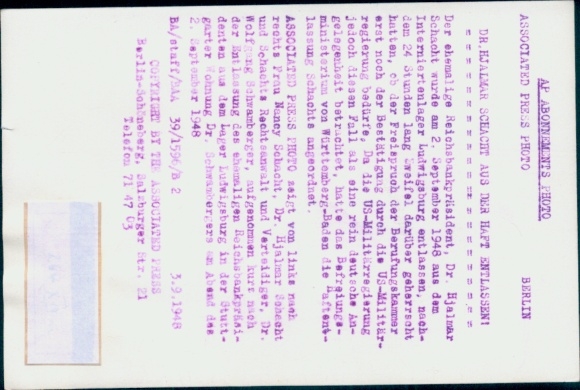 AP ABONNEMENTS PHOTO
ASSOCIATED PRESS PHOTO BERLIN
DR.HJALMAR SCHACHT AUS DER HAFT ENTLASSEN!
Der ehemalige Reichsbankpräsident, Dr. Hjalmar
Schacht wurde am 2. September 1948 aus dem
Interniertenlager Ludwigsburg entlassen, nach-
dem 24 Stunden lang Zweifel darüber geherrscht
hatten, ob der Freispruch der Berufungskammer
erst noch der Bestätigung durch die US-Militär-
regierung bedürfe. Da die US-Militärregierung
jedoch diesen Fall als eine rein deutsche An-
gelegenheit betrachtet, hatte das Befreiungs-
ministerium von Württemberg-Baden die Haftent-
lassung Schachts angeordnet.
ASSOCIATED PRESS PHOTO zeigt von links nach
rechts Frau Nancy Schacht, Dr. Hjalmar Schacht
und Schachts Rechtsanwalt und Verteidiger, Dr.
Wolfgang Schwamberger, aufgenommen kurz nach
der Entlassung des ehemaligen Reichsbankpräsi-
denten aus dem Lager Ludwigsburg in der Stutt-
garter Wohnung Dr. Schwambergers am Abend des
2. September 1948
BA/staff/HAA 39/1996/B 2 3.9.1948
COPYRIGHT BY THE ASSOCIATED PRESS
Berlin-Schöneberg, Salzburger Str. 21
Telefon 71 47 03